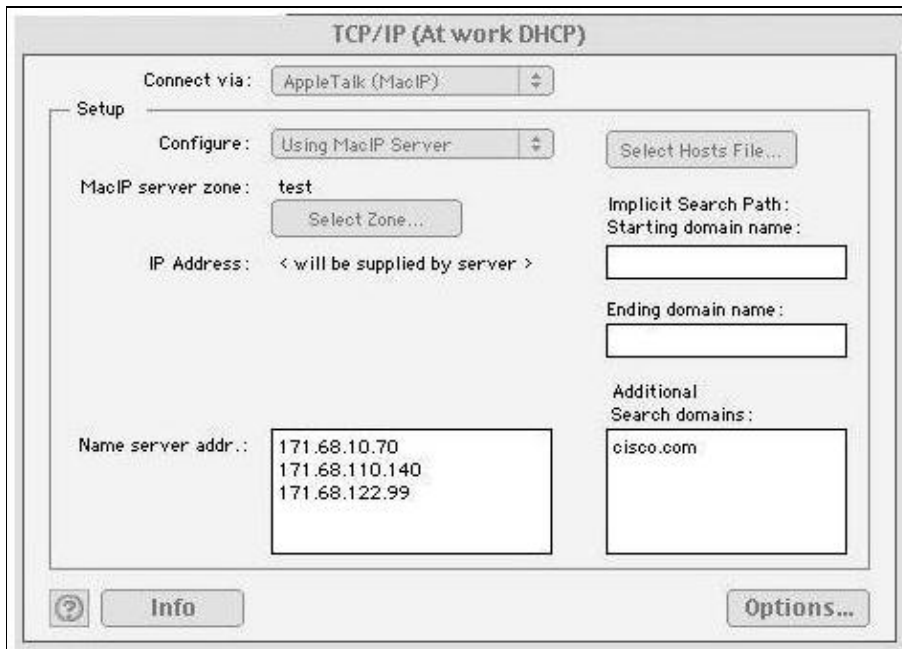 TCP/IP (At work DHCP)
Connect via: AppleTalk (MacIP)
Setup
Configure: Using MacIP Server
Select Hosts File...
MacIP server zone: test
Select Zone...
Implicit Search Path:
Starting domain name:
IP Address: < will be supplied by server >
Ending domain name:
Additional
Search domains:
Name server addr.: 171.68.10.70
171.68.110.140
171.68.122.99
cisco.com
?
Info
Options...